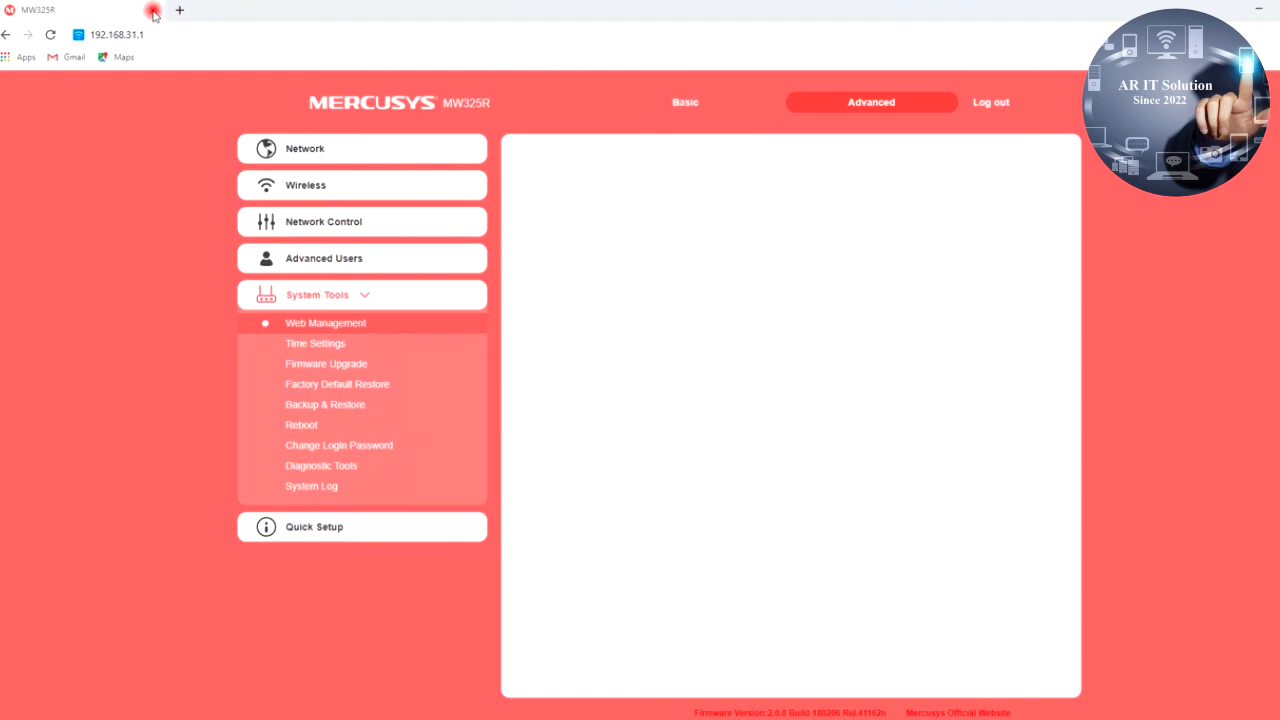 MW325R
192.168.31.1
Apps Gmail Maps
AR IT Solution
Since 2022
MERCUSYS MW325R
Basic
Advanced
Log out
Network
Wireless
Network Control
Advanced Users
System Tools
Web Management
Time Settings
Firmware Upgrade
Factory Default Restore
Backup & Restore
Reboot
Change Login Password
Diagnostic Tools
System Log
Quick Setup
Firmware Version:2.0.0 Build 180206 Rel.41162n Mercusys Official Website